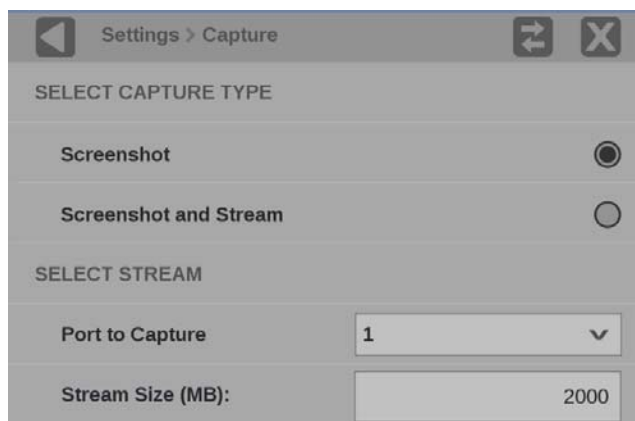 Settings > Capture
SELECT CAPTURE TYPE
Screenshot
Screenshot and Stream
SELECT STREAM
Port to Capture 1
Stream Size (MB): 2000